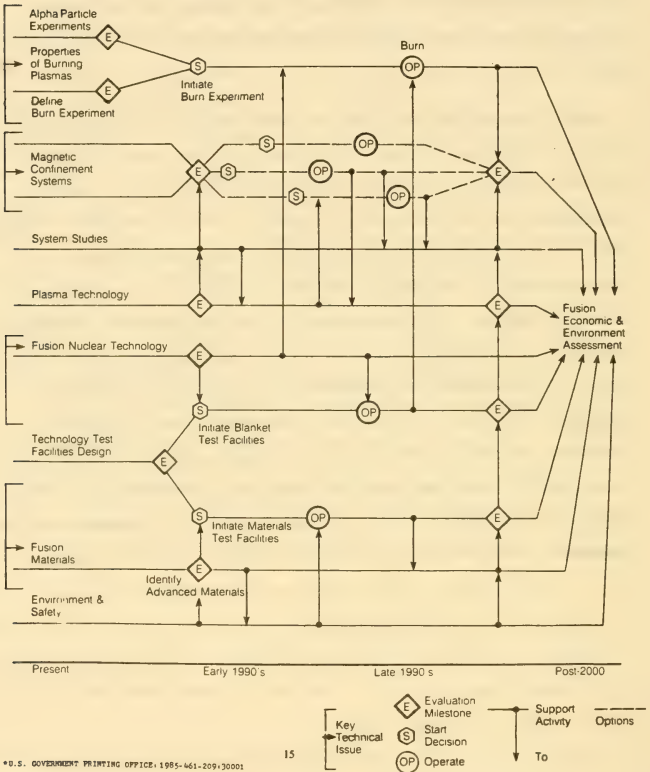 Alpha Particle
Experiments
E
Properties
of Burning
Plasmas
E
Define
Burn Experiment
S
Initiate
Burn Experiment
Burn
OP
Magnetic
Confinement
Systems
E
S
OP
S
OP
S
OP
E
System Studies
Plasma Technology
E
E
Fusion
Economic &
Environment
Assessment
Fusion Nuclear Technology
E
S
Initiate Blanket
Test Facilities
OP
E
Technology Test
Facilities Design
E
S
Initiate Materials
Test Facilities
OP
E
Fusion
Materials
E
Identify
Advanced Materials
Environment &
Safety
Present
Early 1990's
Late 1990's
Post-2000
Key
Technical
Issue
E
Evaluation
Milestone
S
Start
Decision
OP
Operate
Support
Activity
To
Options
15
*U.S. GOVERNMENT PRINTING OFFICE: 1985-461-209:30001